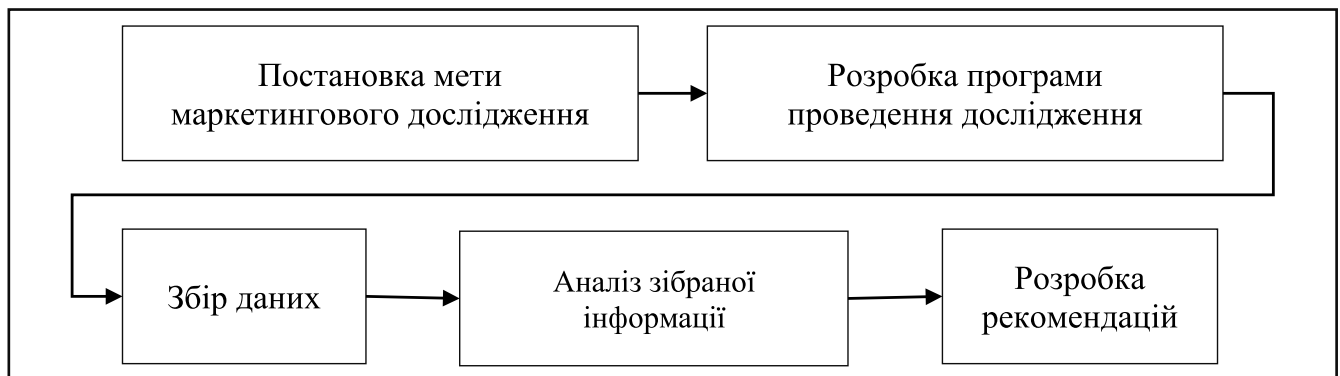 Постановка мети
маркетингового дослідження
Розробка програми
проведення дослідження
Збір даних
Аналіз зібраної
інформації
Розробка
рекомендацій